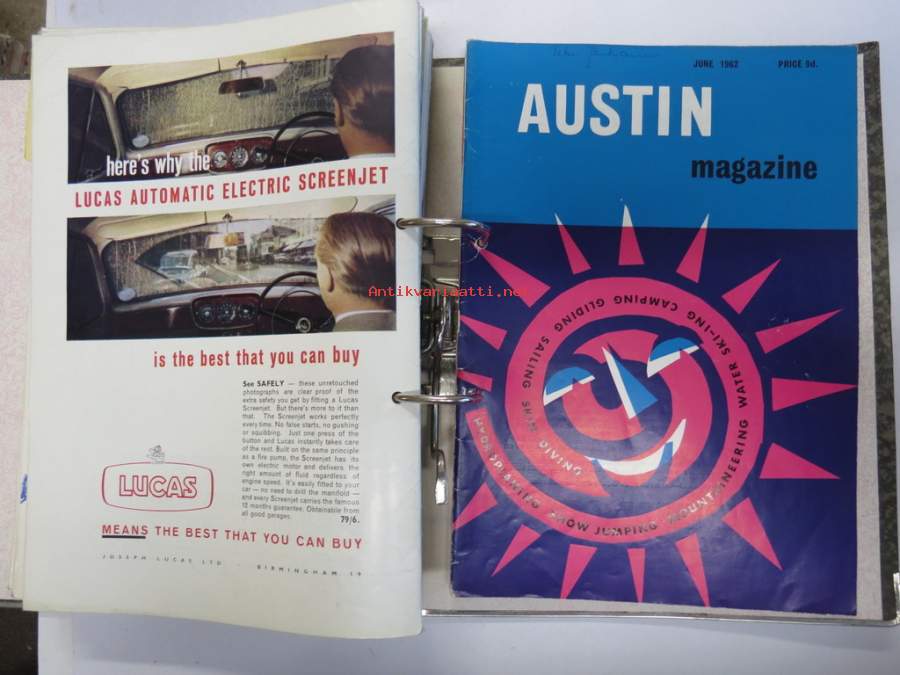 here's why the
LUCAS AUTOMATIC ELECTRIC SCREENJET
is the best that you can buy
See SAFELY — these unretouched
photographs are clear proof of the
extra safety you get by fitting a Lucas
Screenjet. But there's more to it than
that. The Screenjet works perfectly
every time. No false starts, no gushing
or squibbing. Just one press of the
button and Lucas instantly takes care
of the rest. Built on the same principle
as a fire pump, the Screenjet has its
own electric motor and delivers the
right amount of fluid regardless of
engine speed. It's easily fitted to your
car — no need to drill the manifold —
and every Screenjet carries the famous
12 months guarantee. Obtainable from
all good garages.
79/6.
LUCAS
MEANS THE BEST THAT YOU CAN BUY
JOSEPH LUCAS LTD · BIRMINGHAM 19
JUNE 1962 PRICE 9d.
AUSTIN
magazine
HYDROPLANING SHOW JUMPING MOUNTAINEERING WATER SKI-ING CAMPING GLIDING SAILING SKIN DIVING
Antikvariaatti.net